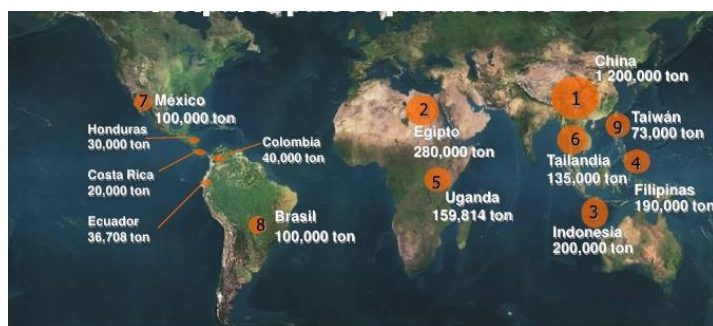 China
1 200,000 ton
1
7
México
100,000 ton
2
Egipto
280,000 ton
9
Taiwán
73,000 ton
Honduras
30,000 ton
Colombia
40,000 ton
6
Tailandia
135,000 ton
4
Filipinas
190,000 ton
Costa Rica
20,000 ton
5
Uganda
159,814 ton
Ecuador
36,708 ton
8
Brasil
100,000 ton
3
Indonesia
200,000 ton